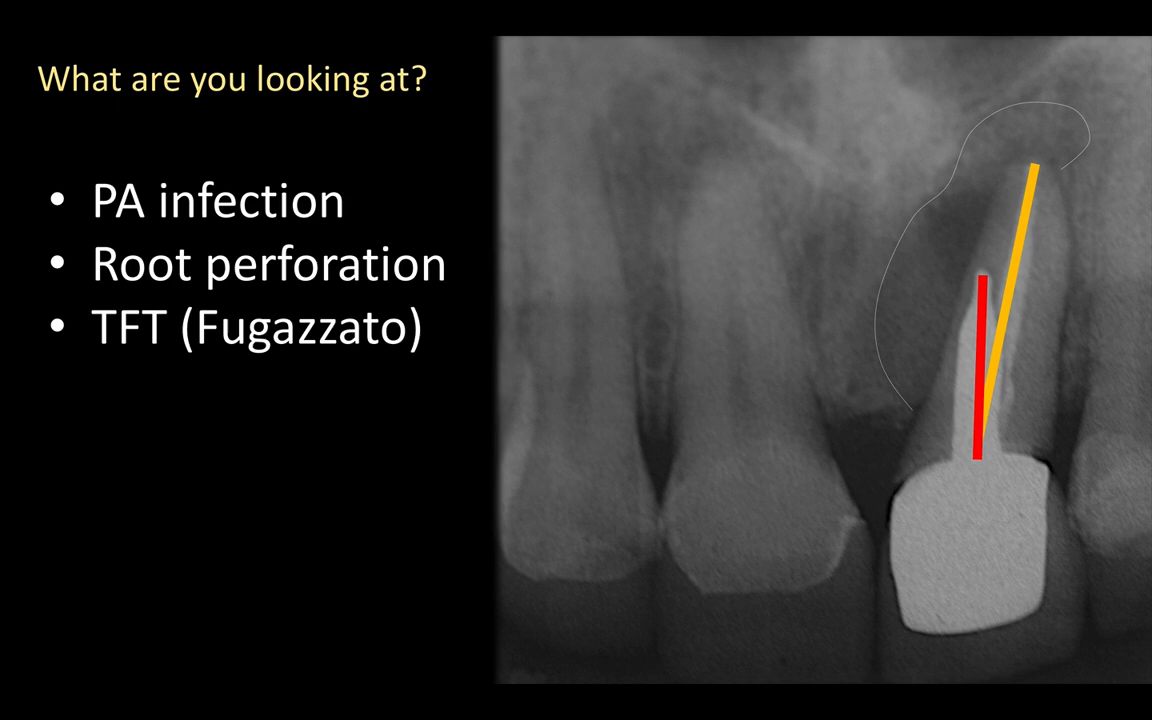 What are you looking at?
• PA infection
• Root perforation
• TFT (Fugazzato)